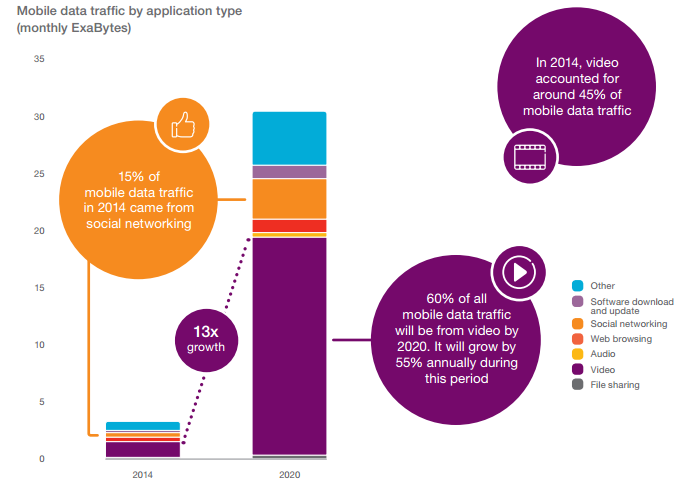 Mobile data traffic by application type
(monthly ExaBytes)
35
30
25
20
15
10
5
0
2014
2020
15% of
mobile data traffic
in 2014 came from
social networking
13x
growth
In 2014, video
accounted for
around 45% of
mobile data traffic
60% of all
mobile data traffic
will be from video by
2020. It will grow by
55% annually during
this period
Other
Software download
and update
Social networking
Web browsing
Audio
Video
File sharing